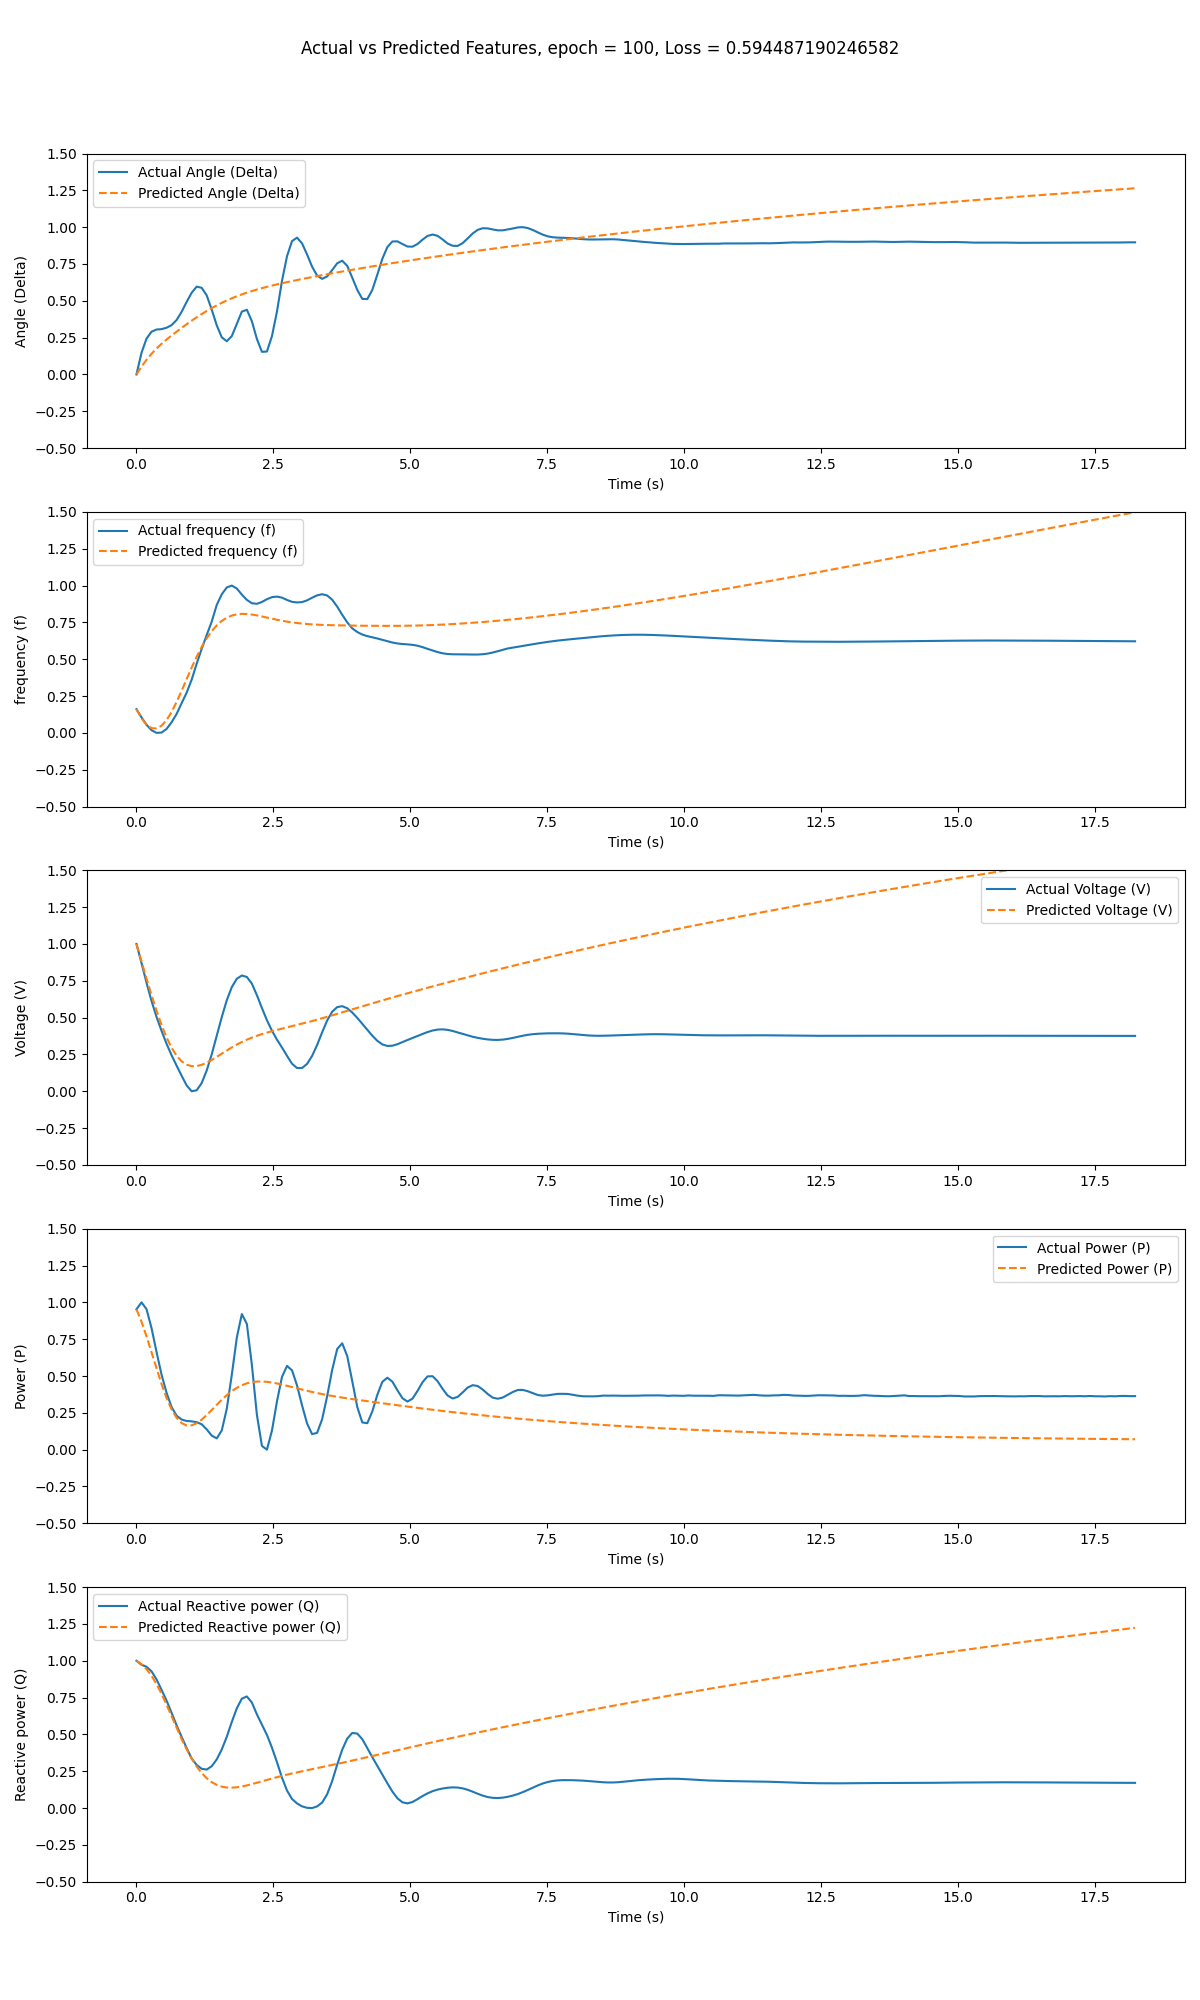 Actual vs Predicted Features, epoch = 100, Loss = 0.594487190246582
1.50
1.25
1.00
0.75
0.50
0.25
0.00
−0.25
−0.50
Angle (Delta)
Actual Angle (Delta)
Predicted Angle (Delta)
0.0 2.5 5.0 7.5 10.0 12.5 15.0 17.5
Time (s)
1.50
1.25
1.00
0.75
0.50
0.25
0.00
−0.25
−0.50
frequency (f)
Actual frequency (f)
Predicted frequency (f)
0.0 2.5 5.0 7.5 10.0 12.5 15.0 17.5
Time (s)
1.50
1.25
1.00
0.75
0.50
0.25
0.00
−0.25
−0.50
Voltage (V)
Actual Voltage (V)
Predicted Voltage (V)
0.0 2.5 5.0 7.5 10.0 12.5 15.0 17.5
Time (s)
1.50
1.25
1.00
0.75
0.50
0.25
0.00
−0.25
−0.50
Power (P)
Actual Power (P)
Predicted Power (P)
0.0 2.5 5.0 7.5 10.0 12.5 15.0 17.5
Time (s)
1.50
1.25
1.00
0.75
0.50
0.25
0.00
−0.25
−0.50
Reactive power (Q)
Actual Reactive power (Q)
Predicted Reactive power (Q)
0.0 2.5 5.0 7.5 10.0 12.5 15.0 17.5
Time (s)